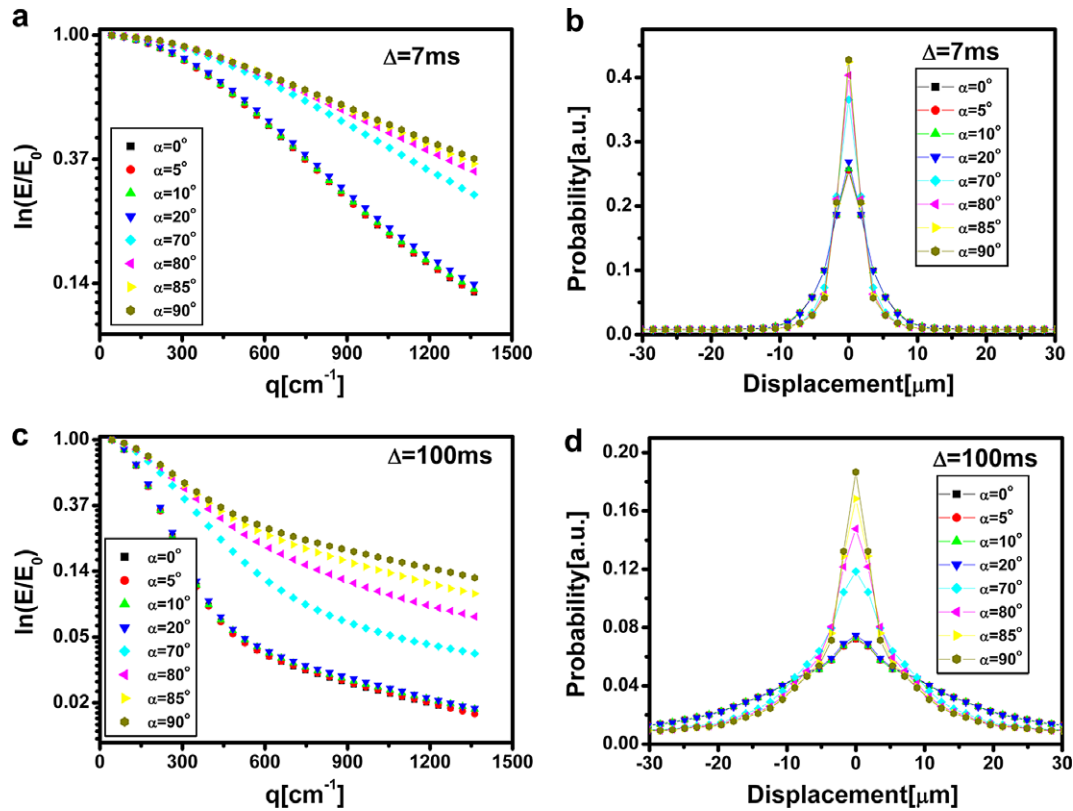 a
Δ=7ms
ln(E/E0)
1.00
0.37
0.14
α=0°
α=5°
α=10°
α=20°
α=70°
α=80°
α=85°
α=90°
0 300 600 900 1200 1500
q[cm-1]
b
Δ=7ms
Probability[a.u.]
0.4
0.3
0.2
0.1
0.0
α=0°
α=5°
α=10°
α=20°
α=70°
α=80°
α=85°
α=90°
-30 -20 -10 0 10 20 30
Displacement[μm]
c
Δ=100ms
ln(E/E0)
1.00
0.37
0.14
0.05
0.02
α=0°
α=5°
α=10°
α=20°
α=70°
α=80°
α=85°
α=90°
0 300 600 900 1200 1500
q[cm-1]
d
Δ=100ms
Probability[a.u.]
0.20
0.16
0.12
0.08
0.04
0.00
α=0°
α=5°
α=10°
α=20°
α=70°
α=80°
α=85°
α=90°
-30 -20 -10 0 10 20 30
Displacement[μm]